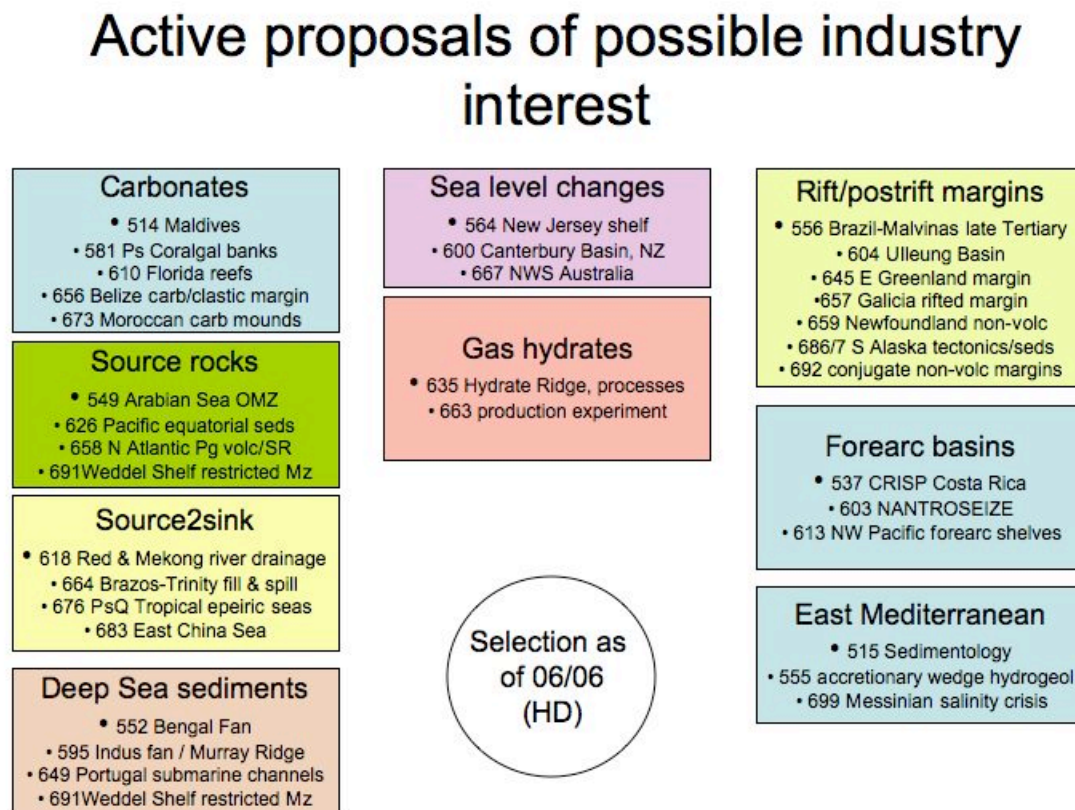 Active proposals of possible industry
interest
Carbonates
• 514 Maldives
• 581 Ps Coralgal banks
• 610 Florida reefs
• 656 Belize carb/clastic margin
• 673 Moroccan carb mounds
Source rocks
• 549 Arabian Sea OMZ
• 626 Pacific equatorial seds
• 658 N Atlantic Pg volc/SR
• 691Weddel Shelf restricted Mz
Source2sink
• 618 Red & Mekong river drainage
• 664 Brazos-Trinity fill & spill
• 676 PsQ Tropical epeiric seas
• 683 East China Sea
Deep Sea sediments
• 552 Bengal Fan
• 595 Indus fan / Murray Ridge
• 649 Portugal submarine channels
• 691Weddel Shelf restricted Mz
Sea level changes
• 564 New Jersey shelf
• 600 Canterbury Basin, NZ
• 667 NWS Australia
Gas hydrates
• 635 Hydrate Ridge, processes
• 663 production experiment
Selection as
of 06/06
(HD)
Rift/postrift margins
• 556 Brazil-Malvinas late Tertiary
• 604 Ulleung Basin
• 645 E Greenland margin
•657 Galicia rifted margin
• 659 Newfoundland non-volc
• 686/7 S Alaska tectonics/seds
• 692 conjugate non-volc margins
Forearc basins
• 537 CRISP Costa Rica
• 603 NANTROSEIZE
• 613 NW Pacific forearc shelves
East Mediterranean
• 515 Sedimentology
• 555 accretionary wedge hydrogeol
• 699 Messinian salinity crisis